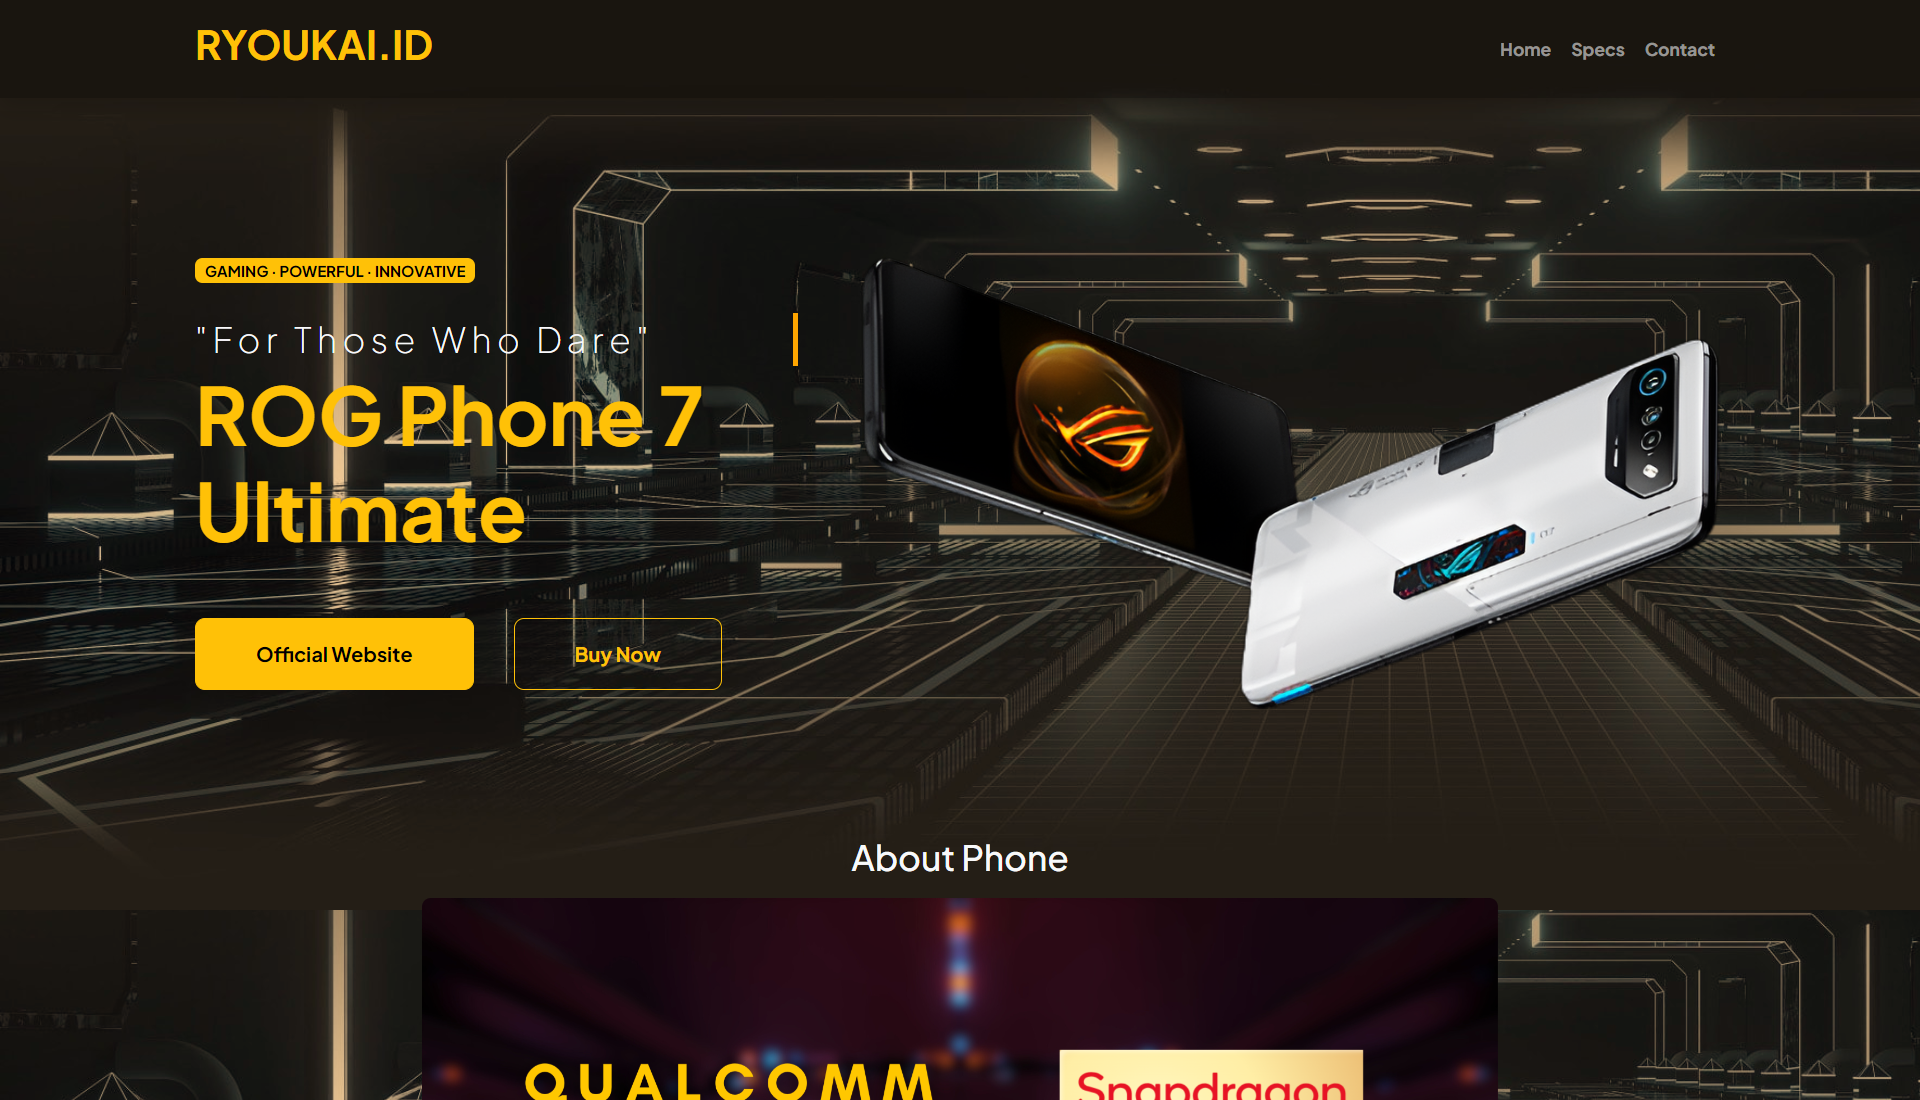 RYOUKAI.ID
Home Specs Contact
GAMING · POWERFUL · INNOVATIVE
"For Those Who Dare"
ROG Phone 7
Ultimate
Official Website
Buy Now
About Phone
QUALCOMM
Snapdragon